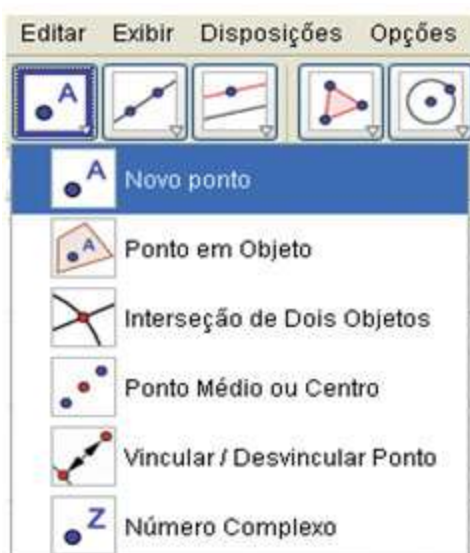 Editar Exibir Disposições Opções
A
A Novo ponto
A Ponto em Objeto
Interseção de Dois Objetos
Ponto Médio ou Centro
Vincular / Desvincular Ponto
Z Número Complexo